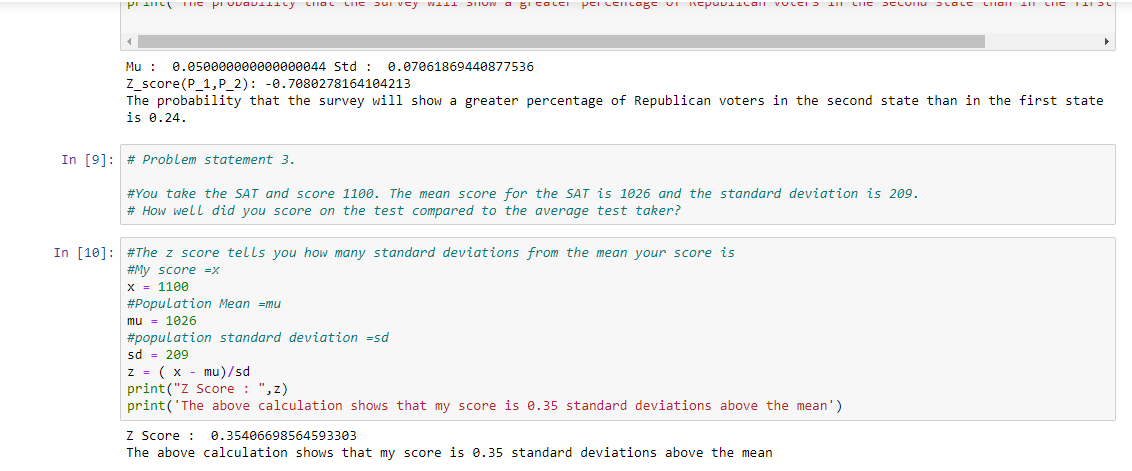 print( "The probability that the survey will show a greater percentage of Republican voters in the second state than in the first
Mu :  0.050000000000000044 Std :  0.07061869440877536
Z_score(P_1,P_2): -0.7080278164104213
The probability that the survey will show a greater percentage of Republican voters in the second state than in the first state
is 0.24.
In [9]: # Problem statement 3.
#You take the SAT and score 1100. The mean score for the SAT is 1026 and the standard deviation is 209.
# How well did you score on the test compared to the average test taker?
In [10]: #The z score tells you how many standard deviations from the mean your score is
#My score =x
x = 1100
#Population Mean =mu
mu = 1026
#population standard deviation =sd
sd = 209
z = ( x - mu)/sd
print("Z Score : ",z)
print('The above calculation shows that my score is 0.35 standard deviations above the mean')
Z Score :  0.35406698564593303
The above calculation shows that my score is 0.35 standard deviations above the mean